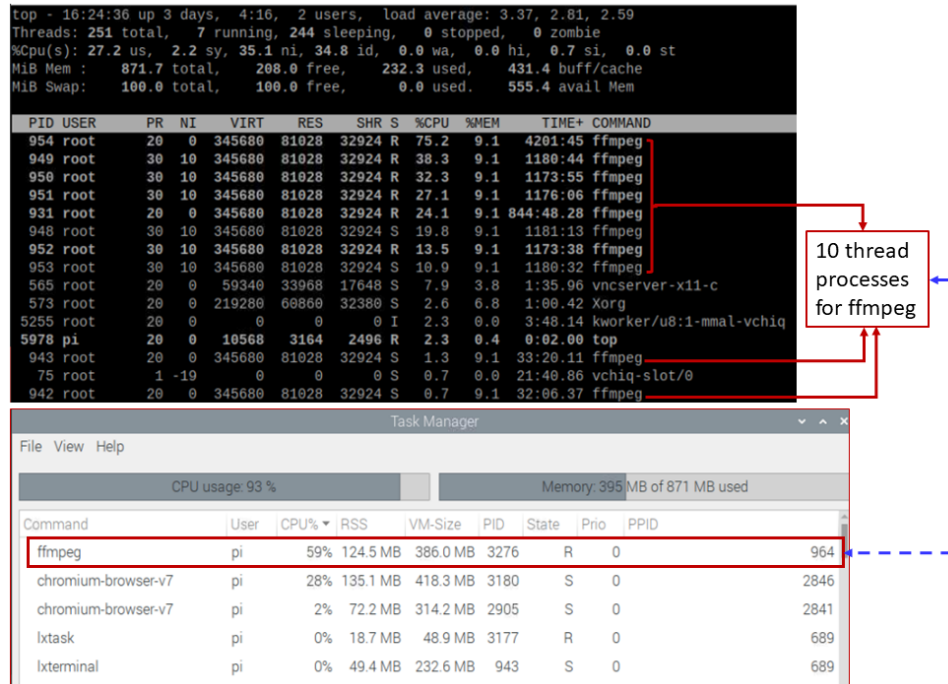 top - 16:24:36 up 3 days,  4:16,  2 users,  load average: 3.37, 2.81, 2.59
Threads: 251 total,   7 running, 244 sleeping,   0 stopped,   0 zombie
%Cpu(s): 27.2 us,  2.2 sy, 35.1 ni, 34.8 id,  0.0 wa,  0.0 hi,  0.7 si,  0.0 st
MiB Mem :    871.7 total,    208.0 free,    232.3 used,    431.4 buff/cache
MiB Swap:    100.0 total,    100.0 free,      0.0 used.    555.4 avail Mem
PID USER PR NI VIRT RES SHR S %CPU %MEM TIME+ COMMAND
954 root 20 0 345680 81028 32924 R 75.2 9.1 4201:45 ffmpeg
949 root 30 10 345680 81028 32924 R 38.3 9.1 1180:44 ffmpeg
950 root 30 10 345680 81028 32924 R 32.3 9.1 1173:55 ffmpeg
951 root 30 10 345680 81028 32924 R 27.1 9.1 1176:06 ffmpeg
931 root 20 0 345680 81028 32924 R 24.1 9.1 844:48.28 ffmpeg
948 root 30 10 345680 81028 32924 S 19.8 9.1 1181:13 ffmpeg
952 root 30 10 345680 81028 32924 R 13.5 9.1 1173:38 ffmpeg
953 root 30 10 345680 81028 32924 S 10.9 9.1 1180:32 ffmpeg
565 root 20 0 59340 33968 17648 S 7.9 3.8 1:35.96 vncserver-x11-c
573 root 20 0 219280 60860 32380 S 2.6 6.8 1:00.42 Xorg
5255 root 20 0 0 0 0 I 2.3 0.0 3:48.14 kworker/u8:1-mmal-vchiq
5978 pi 20 0 10568 3164 2496 R 2.3 0.4 0:02.00 top
943 root 20 0 345680 81028 32924 S 1.3 9.1 33:20.11 ffmpeg
75 root 1 -19 0 0 0 S 0.7 0.0 21:40.86 vchiq-slot/0
942 root 20 0 345680 81028 32924 S 0.7 9.1 32:06.37 ffmpeg
10 thread
processes
for ffmpeg
Task Manager
File View Help
CPU usage: 93 % Memory: 395 MB of 871 MB used
Command User CPU% RSS VM-Size PID State Prio PPID
ffmpeg pi 59% 124.5 MB 386.0 MB 3276 R 0 964
chromium-browser-v7 pi 28% 135.1 MB 418.3 MB 3180 S 0 2846
chromium-browser-v7 pi 2% 72.2 MB 314.2 MB 2905 S 0 2841
lxtask pi 0% 18.7 MB 48.9 MB 3177 R 0 689
lxterminal pi 0% 49.4 MB 232.6 MB 943 S 0 689